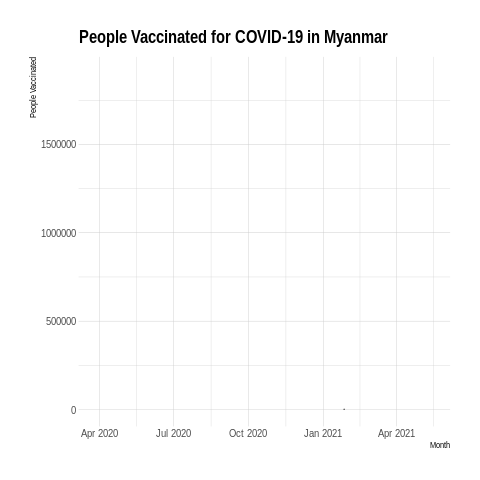 People Vaccinated for COVID-19 in Myanmar
People Vaccinated
1500000
1000000
500000
0
Apr 2020 Jul 2020 Oct 2020 Jan 2021 Apr 2021
Month